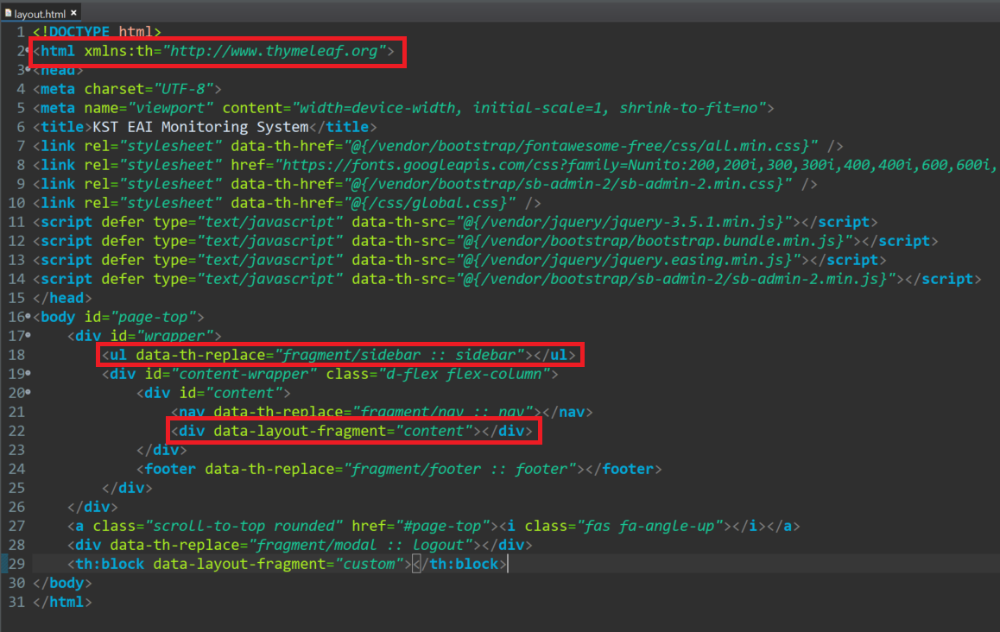 layout.html ×
1 <!DOCTYPE html>
2 <html xmlns:th="http://www.thymeleaf.org">
3 <head>
4 <meta charset="UTF-8">
5 <meta name="viewport" content="width=device-width, initial-scale=1, shrink-to-fit=no">
6 <title>KST EAI Monitoring System</title>
7 <link rel="stylesheet" data-th-href="@{/vendor/bootstrap/fontawesome-free/css/all.min.css}" />
8 <link rel="stylesheet" href="https://fonts.googleapis.com/css?family=Nunito:200,200i,300,300i,400,400i,600,600i,
9 <link rel="stylesheet" data-th-href="@{/vendor/bootstrap/sb-admin-2/sb-admin-2.min.css}" />
10 <link rel="stylesheet" data-th-href="@{/css/global.css}" />
11 <script defer type="text/javascript" data-th-src="@{/vendor/jquery/jquery-3.5.1.min.js}"></script>
12 <script defer type="text/javascript" data-th-src="@{/vendor/bootstrap/bootstrap.bundle.min.js}"></script>
13 <script defer type="text/javascript" data-th-src="@{/vendor/jquery/jquery.easing.min.js}"></script>
14 <script defer type="text/javascript" data-th-src="@{/vendor/bootstrap/sb-admin-2/sb-admin-2.min.js}"></script>
15 </head>
16 <body id="page-top">
17 <div id="wrapper">
18 <ul data-th-replace="fragment/sidebar :: sidebar"></ul>
19 <div id="content-wrapper" class="d-flex flex-column">
20 <div id="content">
21 <nav data-th-replace="fragment/nav :: nav"></nav>
22 <div data-layout-fragment="content"></div>
23 </div>
24 <footer data-th-replace="fragment/footer :: footer"></footer>
25 </div>
26 </div>
27 <a class="scroll-to-top rounded" href="#page-top"><i class="fas fa-angle-up"></i></a>
28 <div data-th-replace="fragment/modal :: logout"></div>
29 <th:block data-layout-fragment="custom"></th:block>
30 </body>
31 </html>